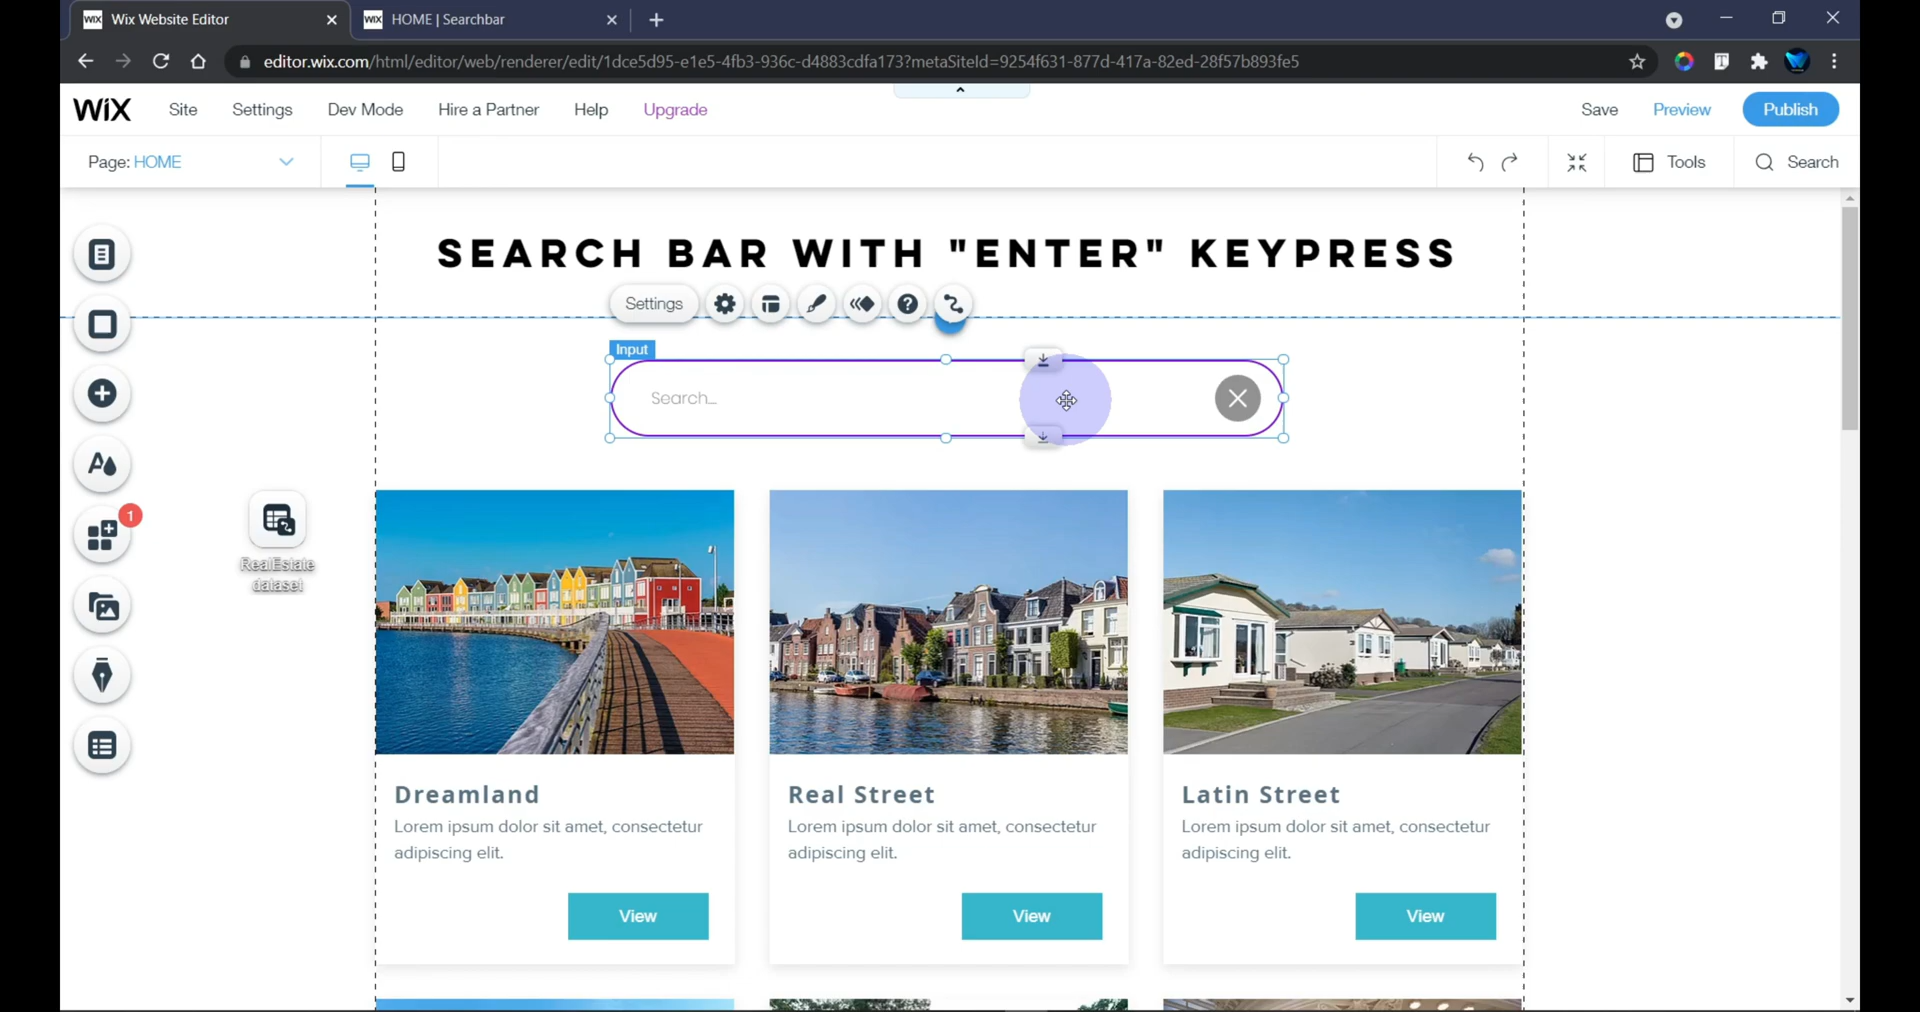 WiX Wix Website Editor
WiX HOME | Searchbar
editor.wix.com/html/editor/web/renderer/edit/1dce5d95-e1e5-4fb3-936c-d4883cdfa173?metaSiteId=9254f631-877d-417a-82ed-28f57b893fe5
WiX Site Settings Dev Mode Hire a Partner Help Upgrade Save Preview Publish
Page: HOME Tools Search
SEARCH BAR WITH "ENTER" KEYPRESS
Settings
Input
Search...
1
RealEstate
dataset
Dreamland
Lorem ipsum dolor sit amet, consectetur
adipiscing elit.
View
Real Street
Lorem ipsum dolor sit amet, consectetur
adipiscing elit.
View
Latin Street
Lorem ipsum dolor sit amet, consectetur
adipiscing elit.
View